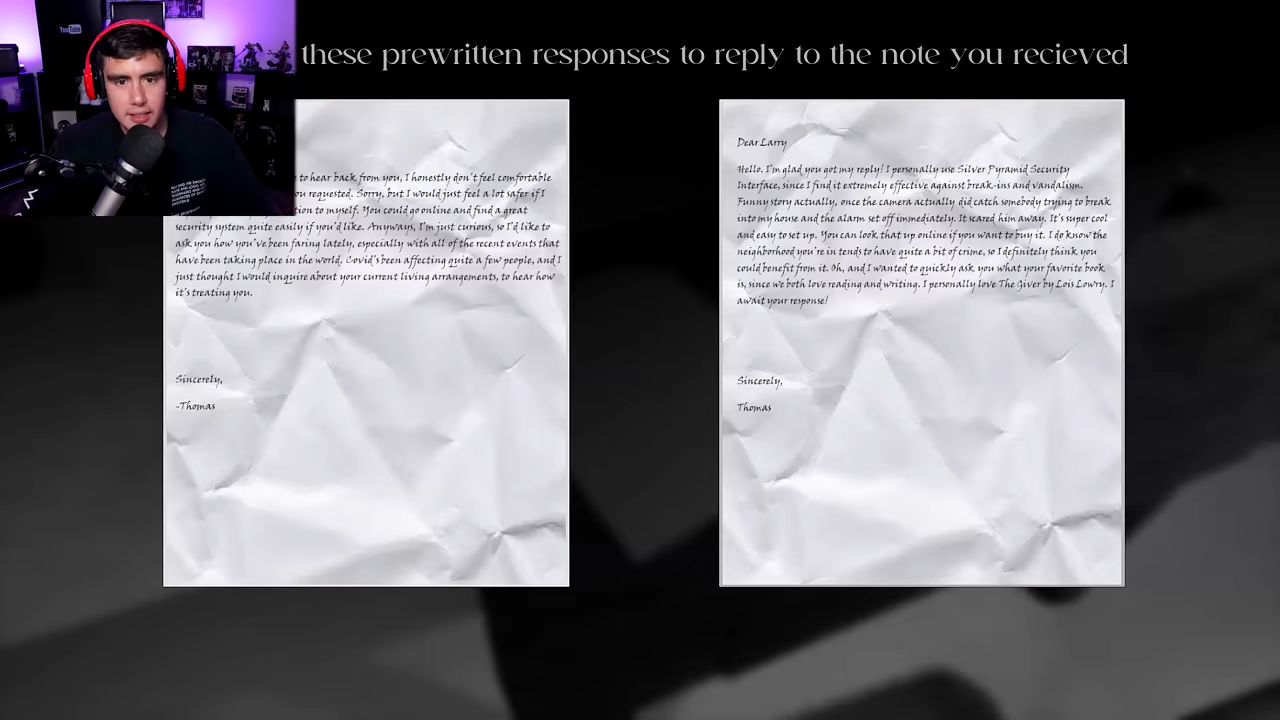 these prewritten responses to reply to the note you recieved
YouTube
e to hear back from you, I honestly don't feel comfortable
ou requested. Sorry, but I would just feel a lot safer if I
tion to myself. You could go online and find a great
security system quite easily if you'd like. Anyways, I'm just curious, so I'd like to
ask you how you've been faring lately, especially with all of the recent events that
have been taking place in the world. Covid's been affecting quite a few people, and I
just thought I would inquire about your current living arrangements, to hear how
it's treating you.
Sincerely,
-Thomas
Dear Larry
Hello. I'm glad you got my reply! I personally use Silver Pyramid Security
Interface, since I find it extremely effective against break-ins and vandalism.
Funny story actually, once the camera actually did catch somebody trying to break
into my house and the alarm set off immediately. It scared him away. It's super cool
and easy to set up. You can look that up online if you want to buy it. I do know the
neighborhood you're in tends to have quite a bit of crime, so I definitely think you
could benefit from it. Oh, and I wanted to quickly ask you what your favorite book
is, since we both love reading and writing. I personally love The Giver by Lois Lowry. I
await your response!
Sincerely,
Thomas